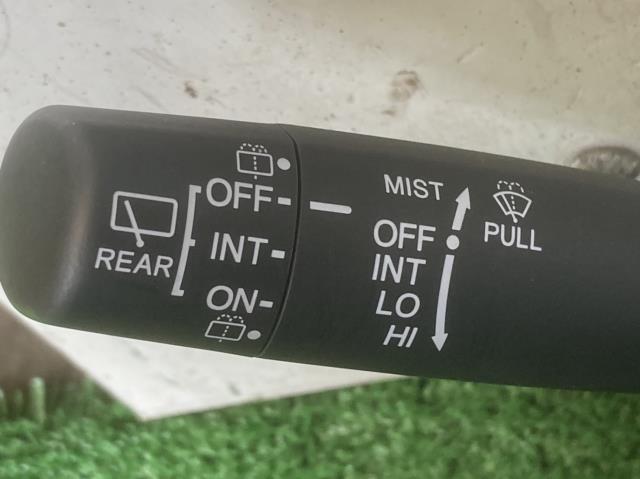 REAR
OFF
INT
ON
MIST
OFF
INT
LO
HI
PULL